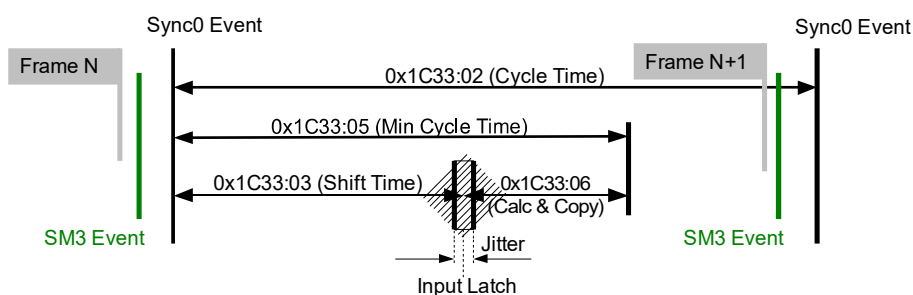 Sync0 Event
Sync0 Event
Frame N
Frame N+1
0x1C33:02 (Cycle Time)
0x1C33:05 (Min Cycle Time)
0x1C33:03 (Shift Time)
0x1C33:06
(Calc & Copy)
SM3 Event
SM3 Event
Jitter
Input Latch